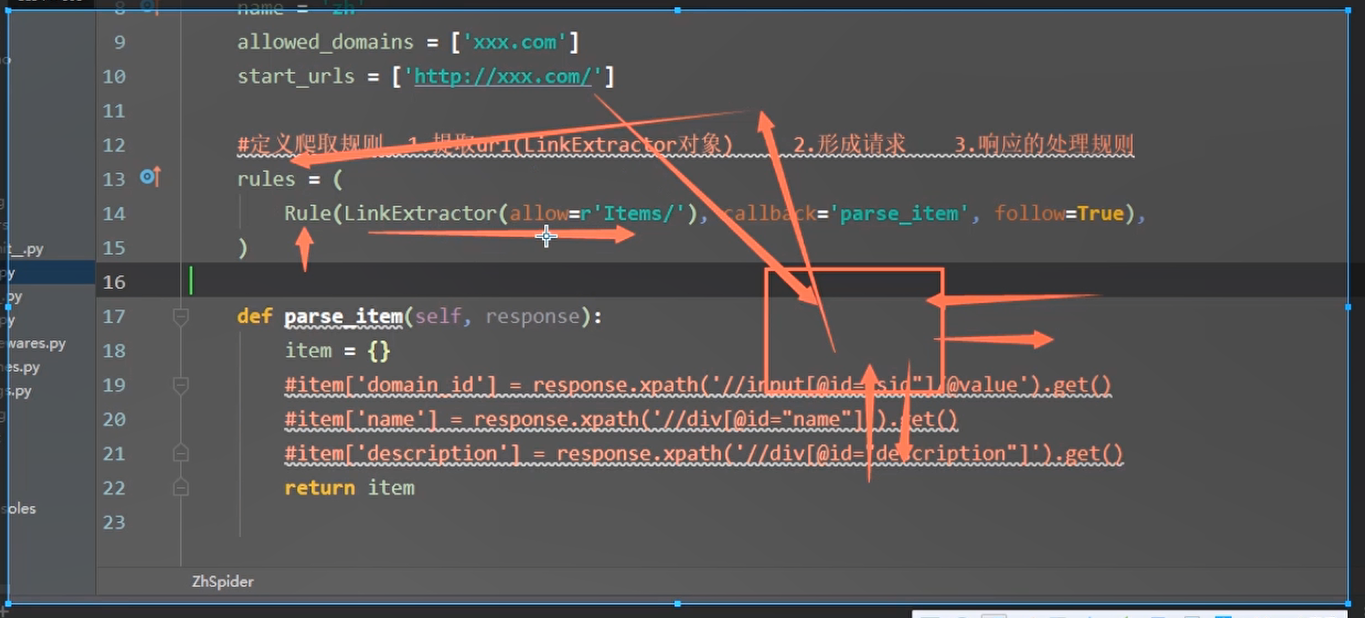 8 name = 'zh'
9 allowed_domains = ['xxx.com']
10 start_urls = ['http://xxx.com/']
11
12 #定义爬取规则 1.提取url(LinkExtractor对象) 2.形成请求 3.响应的处理规则
13 rules = (
14 Rule(LinkExtractor(allow=r'Items/'), callback='parse_item', follow=True),
it_.py
15 )
py
16
.py
17 def parse_item(self, response):
py
18 item = {}
ewares.py
nes.py
19 #item['domain_id'] = response.xpath('//input[@id="sid"]/@value').get()
gs.py
20 #item['name'] = response.xpath('//div[@id="name"]').get()
21 #item['description'] = response.xpath('//div[@id="description"]').get()
22 return item
soles
23
ZhSpider